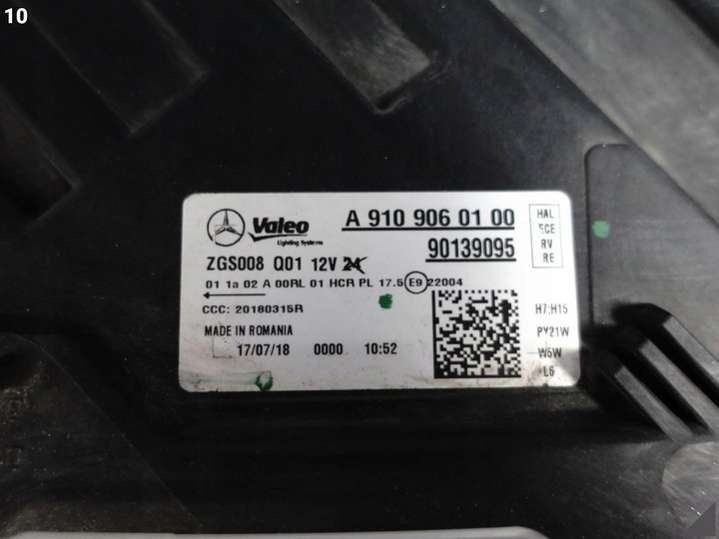 10
Valeo
Lighting Systems
A 910 906 01 00
90139095
HAL
ECE
RV
RE
ZGS008 Q01 12V 24
01 1a 02 A 00RL 01 HCR PL 17.5 E9 22004
CCC: 20180315R
MADE IN ROMANIA
17/07/18 0000 10:52
H7;H15
PY21W
W5W
L6